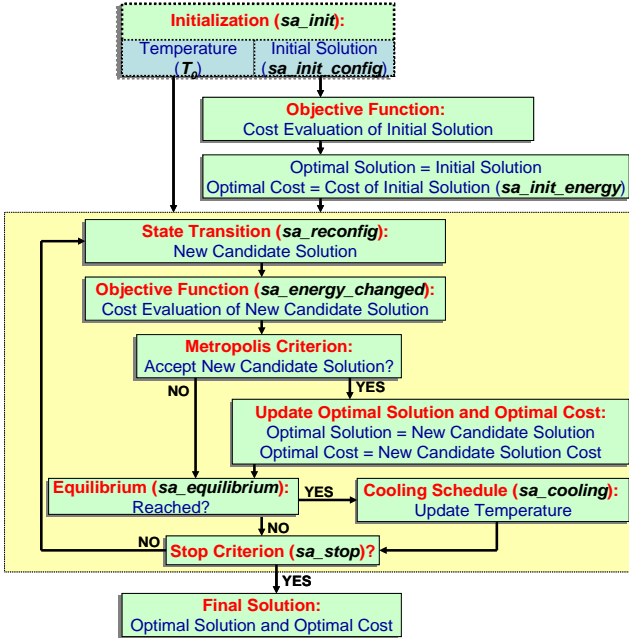 Initialization (sa_init):
Temperature
(T0)
Initial Solution
(sa_init_config)
Objective Function:
Cost Evaluation of Initial Solution
Optimal Solution = Initial Solution
Optimal Cost = Cost of Initial Solution (sa_init_energy)
State Transition (sa_reconfig):
New Candidate Solution
Objective Function (sa_energy_changed):
Cost Evaluation of New Candidate Solution
Metropolis Criterion:
Accept New Candidate Solution?
NO
YES
Update Optimal Solution and Optimal Cost:
Optimal Solution = New Candidate Solution
Optimal Cost = New Candidate Solution Cost
Equilibrium (sa_equilibrium):
Reached?
YES
Cooling Schedule (sa_cooling):
Update Temperature
NO
NO
Stop Criterion (sa_stop)?
YES
Final Solution:
Optimal Solution and Optimal Cost